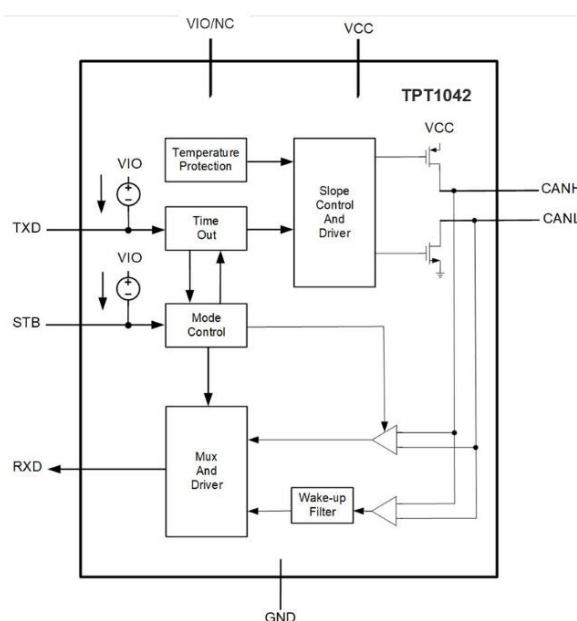 VIO/NC
VCC
TPT1042
VCC
Temperature
Protection
VIO
Slope
Control
And
Driver
CANH
CANL
TXD
Time
Out
VIO
STB
Mode
Control
RXD
Mux
And
Driver
Wake-up
Filter
GND